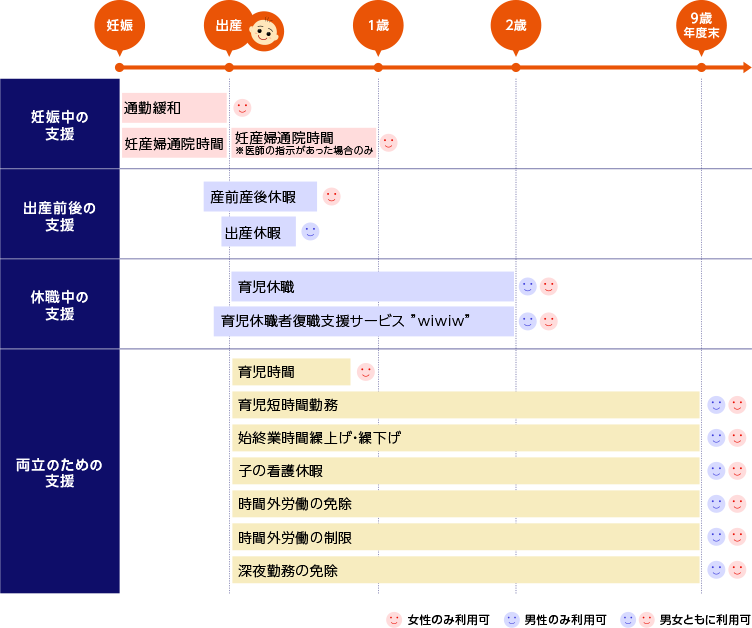 妊娠
出産
1歳
2歳
9歳
年度末
妊娠中の
支援
通勤緩和
妊産婦通院時間
妊産婦通院時間
※医師の指示があった場合のみ
出産前後の
支援
産前産後休暇
出産休暇
休職中の
支援
育児休職
育児休職者復職支援サービス ”wiwiw”
両立のための
支援
育児時間
育児短時間勤務
始終業時間繰上げ・繰下げ
子の看護休暇
時間外労働の免除
時間外労働の制限
深夜勤務の免除
女性のみ利用可
男性のみ利用可
男女ともに利用可